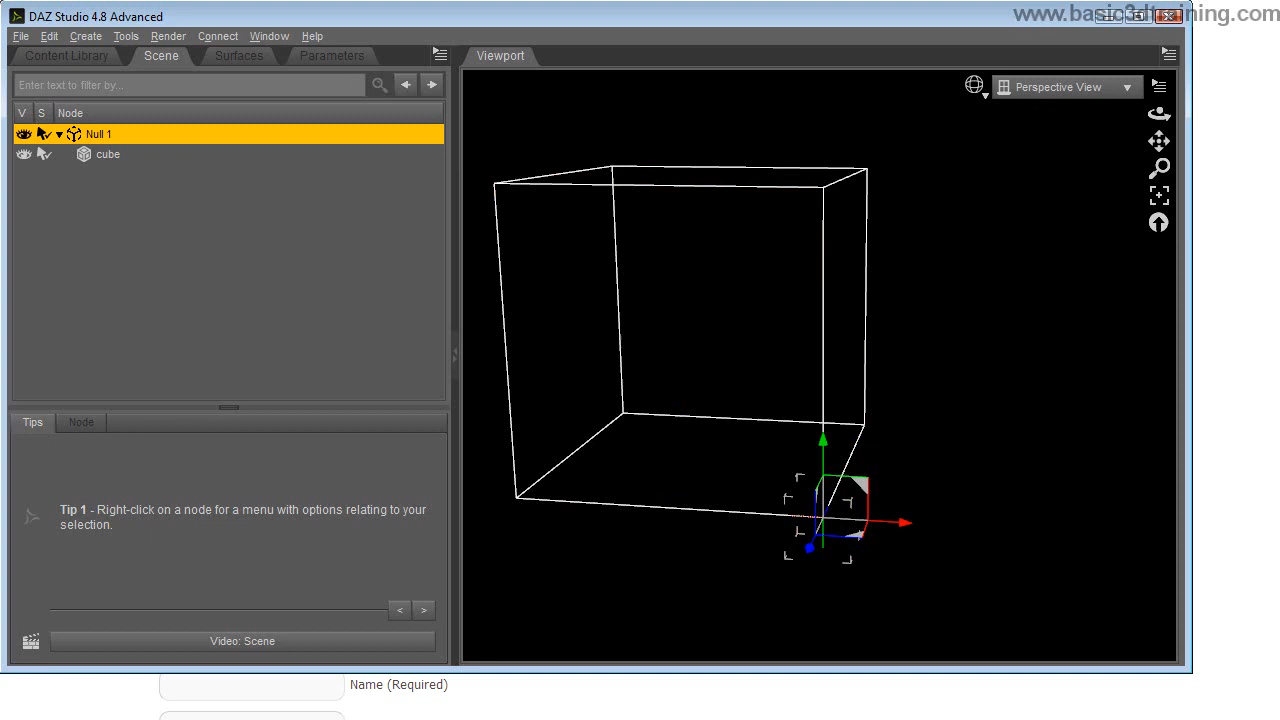 DAZ Studio 4.8 Advanced
www.basic3dtraining.com
File Edit Create Tools Render Connect Window Help
Content Library Scene Surfaces Parameters
Viewport
Enter text to filter by...
Perspective View
V S Node
Null 1
cube
Tips Node
Tip 1 - Right-click on a node for a menu with options relating to your
selection.
< >
Video: Scene
Name (Required)